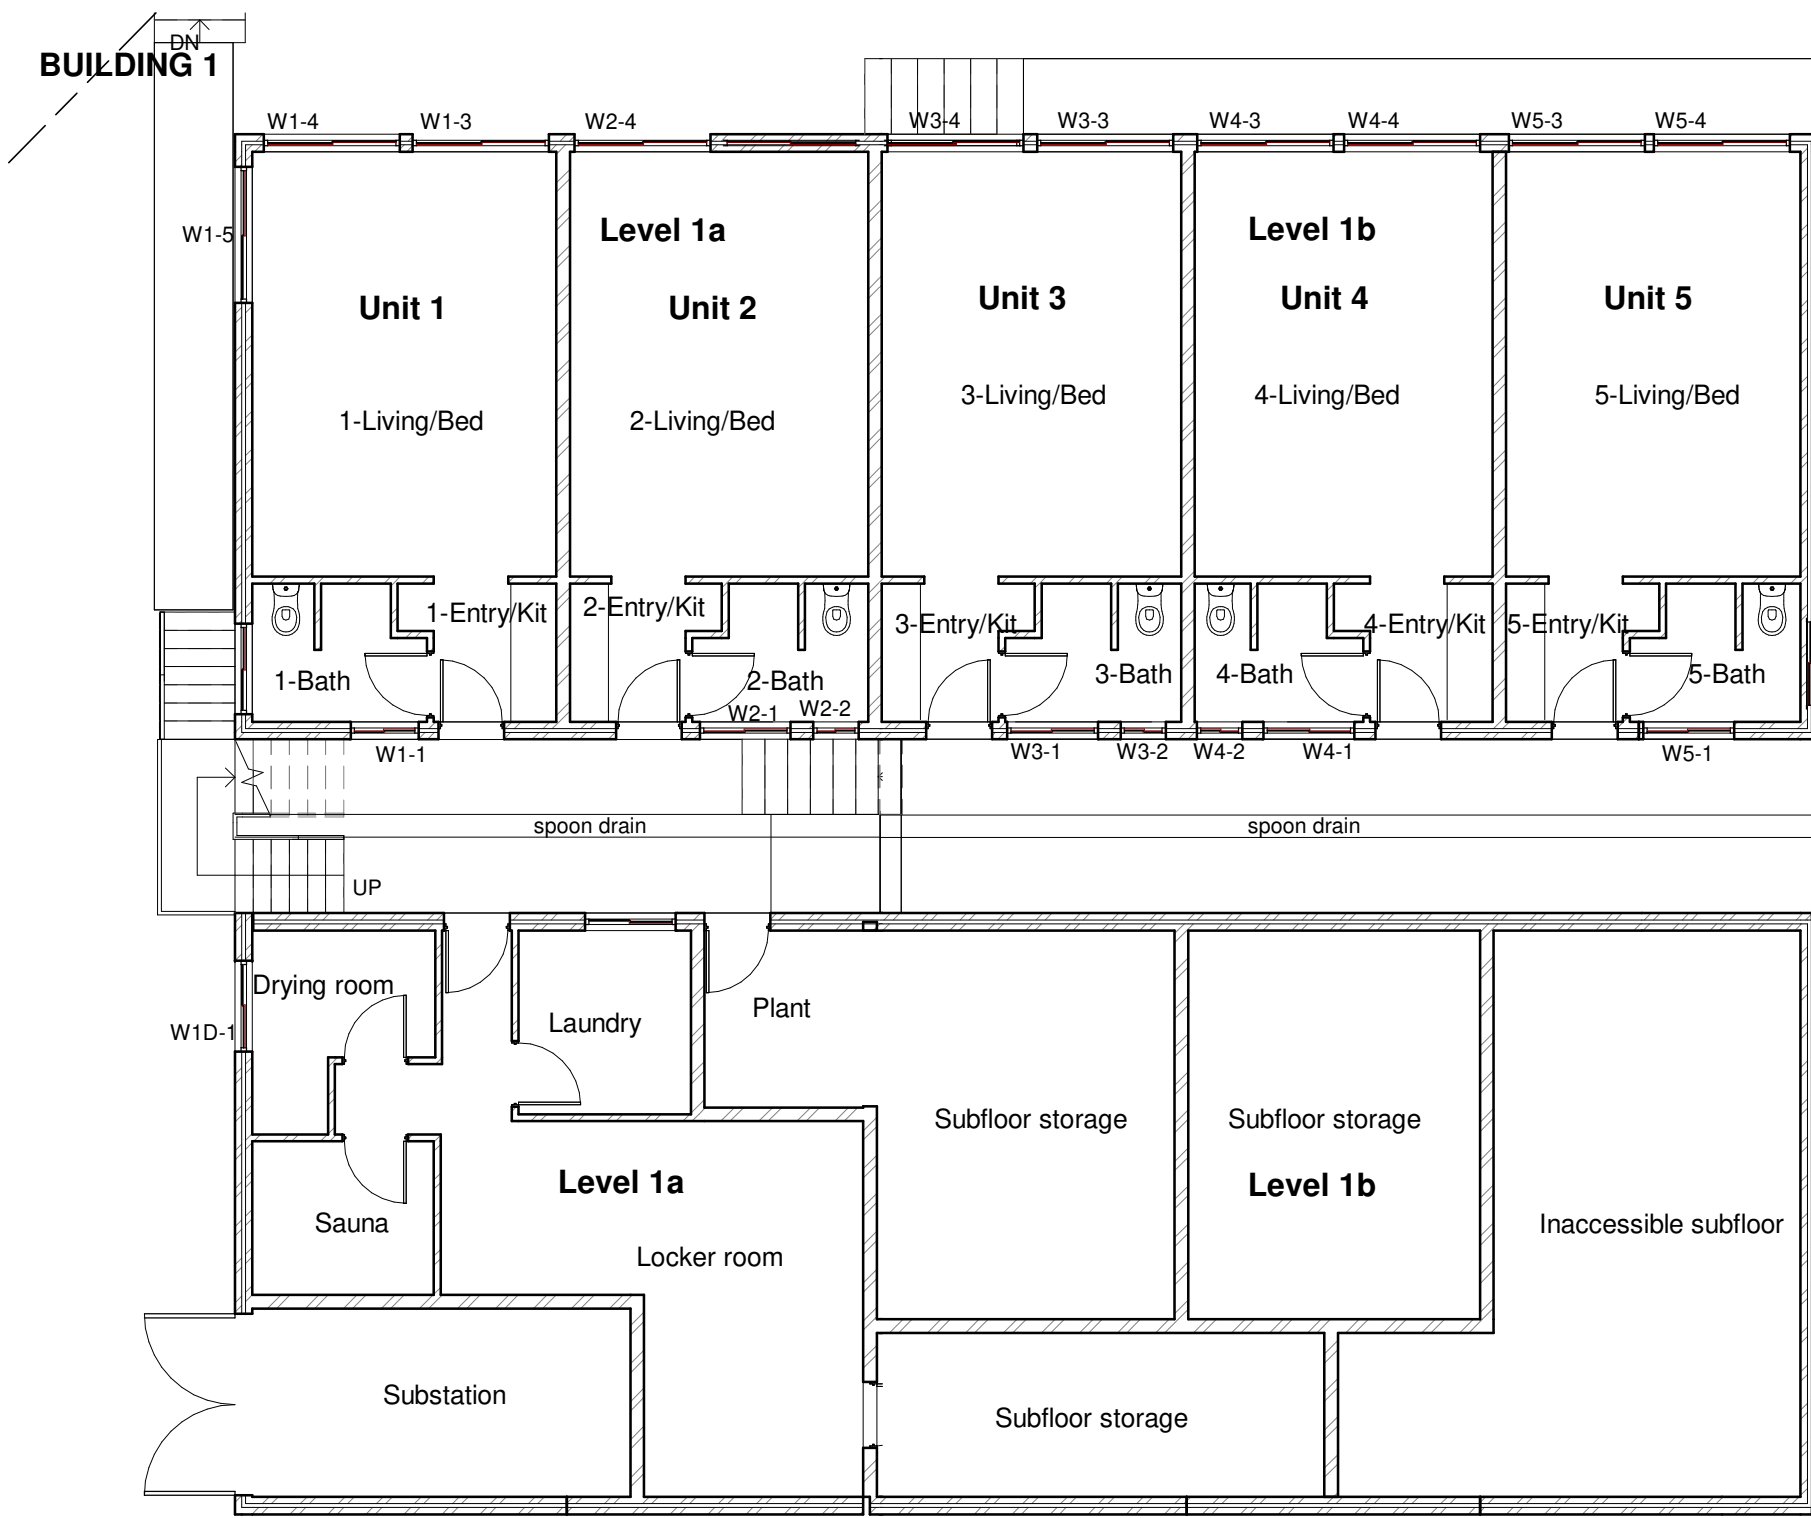 DN
BUILDING 1
W1-4 W1-3 W2-4 W3-4 W3-3 W4-3 W4-4 W5-3 W5-4
W1-5 Level 1a Level 1b
Unit 1 Unit 2 Unit 3 Unit 4 Unit 5
1-Living/Bed 2-Living/Bed 3-Living/Bed 4-Living/Bed 5-Living/Bed
1-Entry/Kit 2-Entry/Kit 3-Entry/Kit 4-Entry/Kit 5-Entry/Kit
1-Bath 2-Bath 3-Bath 4-Bath 5-Bath
W2-1 W2-2
W1-1 W3-1 W3-2 W4-2 W4-1 W5-1
spoon drain spoon drain
UP
Drying room
W1D-1 Laundry Plant
Subfloor storage Subfloor storage
Level 1a Level 1b
Sauna Inaccessible subfloor
Locker room
Substation
Subfloor storage